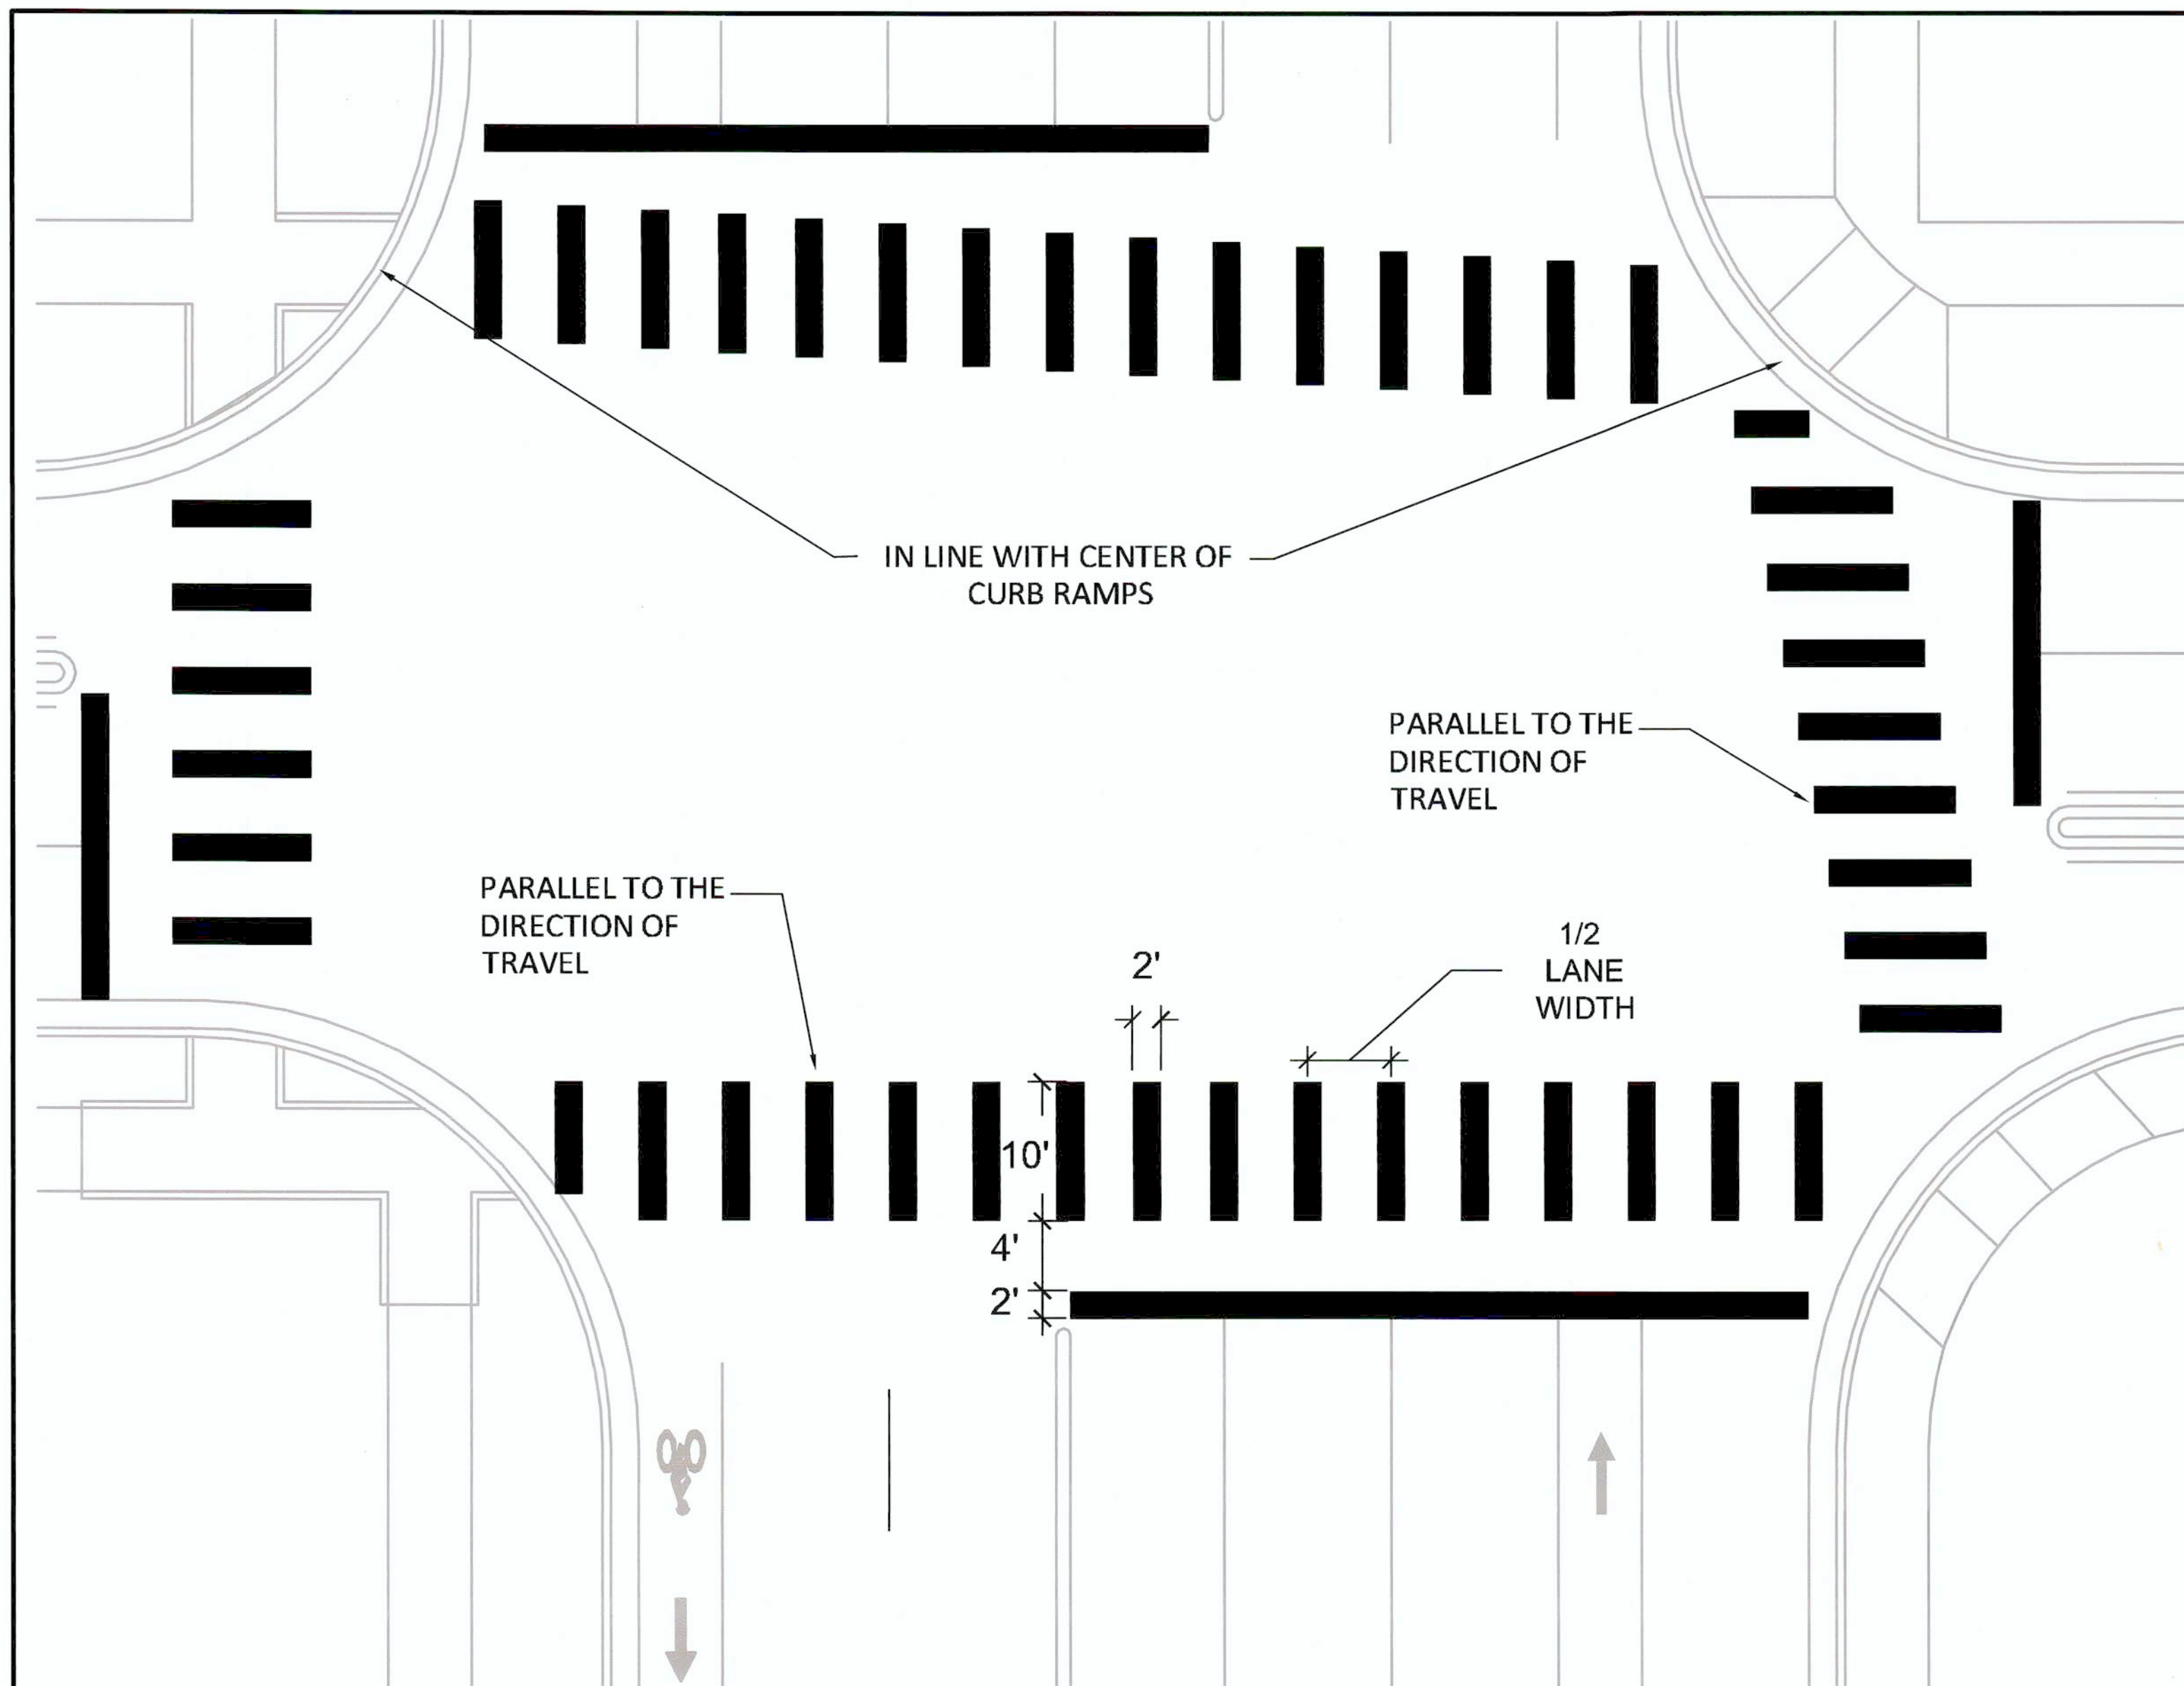 IN LINE WITH CENTER OF
CURB RAMPS
PARALLEL TO THE
DIRECTION OF
TRAVEL
PARALLEL TO THE
DIRECTION OF
TRAVEL
2'
1/2
LANE
WIDTH
10'
4'
2'